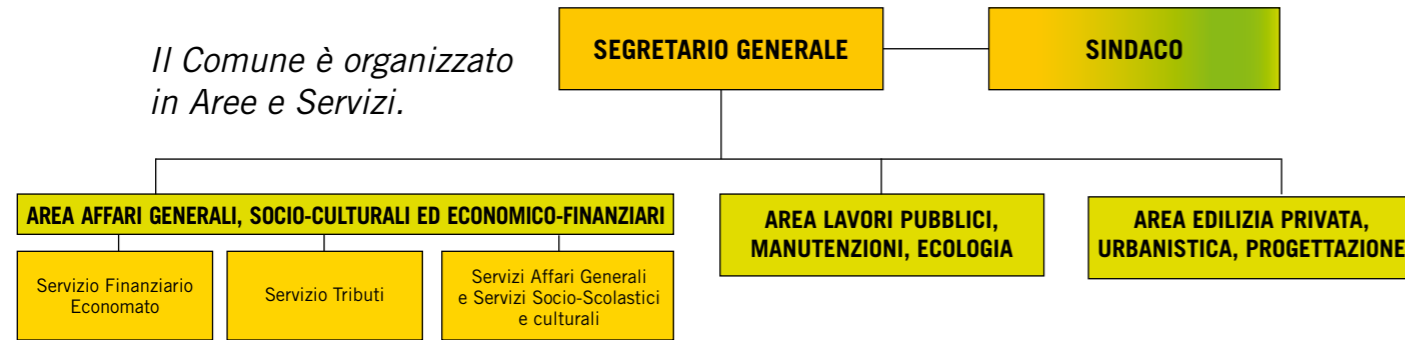 Il Comune è organizzato
in Aree e Servizi.
SEGRETARIO GENERALE
SINDACO
AREA AFFARI GENERALI, SOCIO-CULTURALI ED ECONOMICO-FINANZIARI
AREA LAVORI PUBBLICI,
MANUTENZIONI, ECOLOGIA
AREA EDILIZIA PRIVATA,
URBANISTICA, PROGETTAZIONE
Servizio Finanziario
Economato
Servizio Tributi
Servizi Affari Generali
e Servizi Socio-Scolastici
e culturali